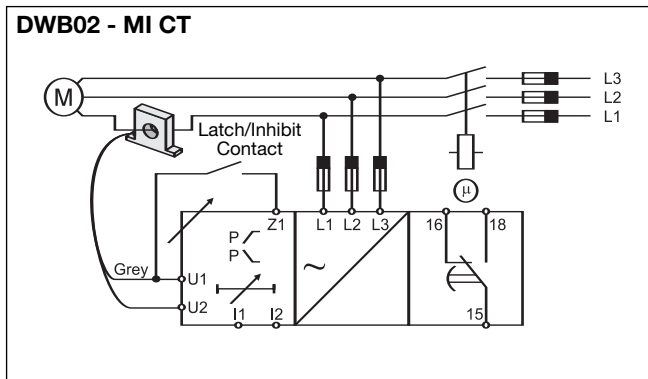 DWB02 - MI CT
L3
M
L2
L1
Latch/Inhibit
Contact
μ
Z1
L1
L2
L3
16
18
P
P
Grey
U1
~
U2
I1
I2
15